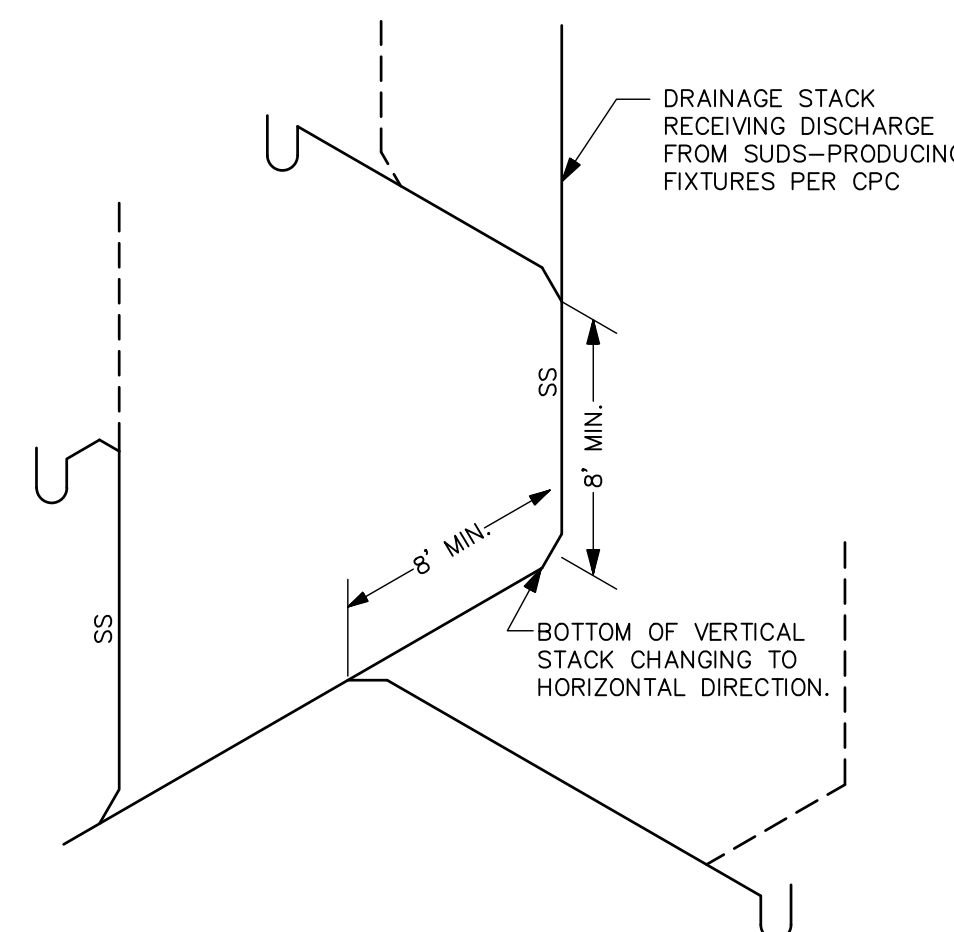 DRAINAGE STACK
RECEIVING DISCHARGE
FROM SUDS–PRODUCING
FIXTURES PER CPC
SS
8' MIN.
8' MIN.
SS
BOTTOM OF VERTICAL
STACK CHANGING TO
HORIZONTAL DIRECTION.